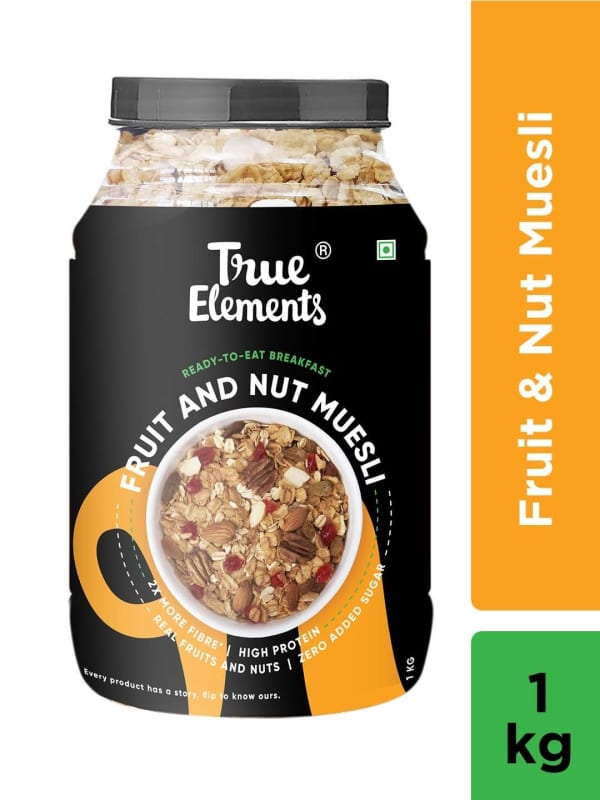 True
Elements
®
READY-TO-EAT BREAKFAST
FRUIT AND NUT MUESLI
2X MORE FIBRE* | HIGH PROTEIN
REAL FRUITS AND NUTS | ZERO ADDED SUGAR
Every product has a story, flip to know ours.
1 KG
Fruit & Nut Muesli
1
kg